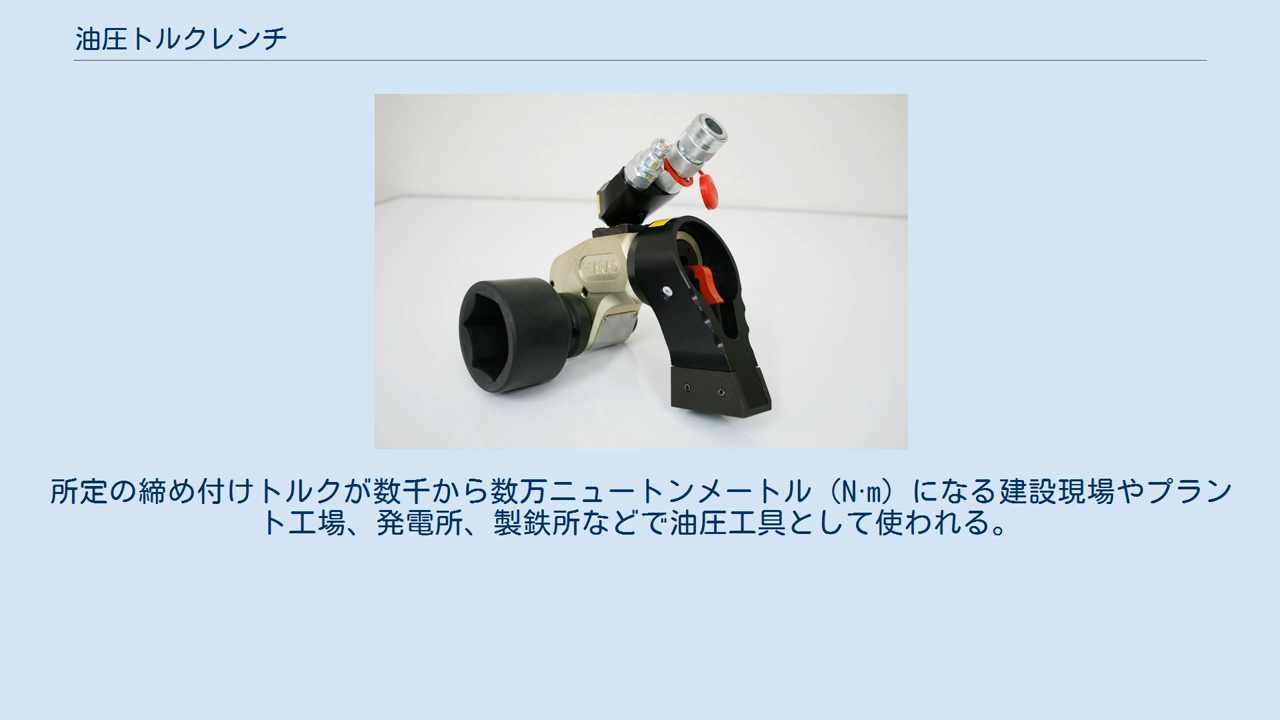 油圧トルクレンチ
所定の締め付けトルクが数千から数万ニュートンメートル（N·m）になる建設現場やプラン
ト工場、発電所、製鉄所などで油圧工具として使われる。